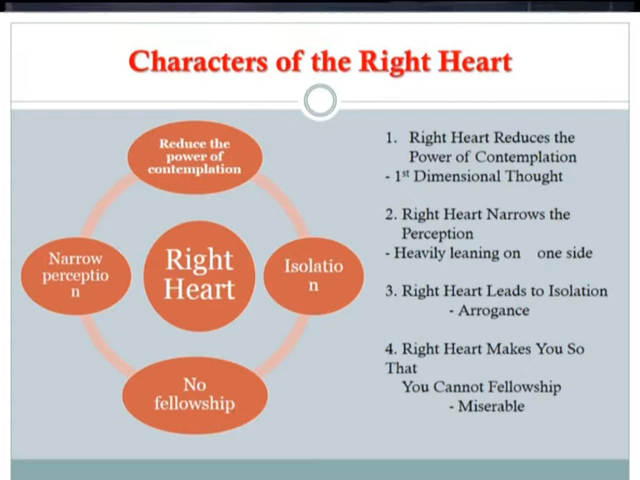 Characters of the Right Heart
Reduce the
power of
contemplation
Narrow
perceptio
n
Right
Heart
Isolatio
n
No
fellowship
1. Right Heart Reduces the
Power of Contemplation
- 1st Dimensional Thought
2. Right Heart Narrows the
Perception
- Heavily leaning on one side
3. Right Heart Leads to Isolation
- Arrogance
4. Right Heart Makes You So
That
You Cannot Fellowship
- Miserable